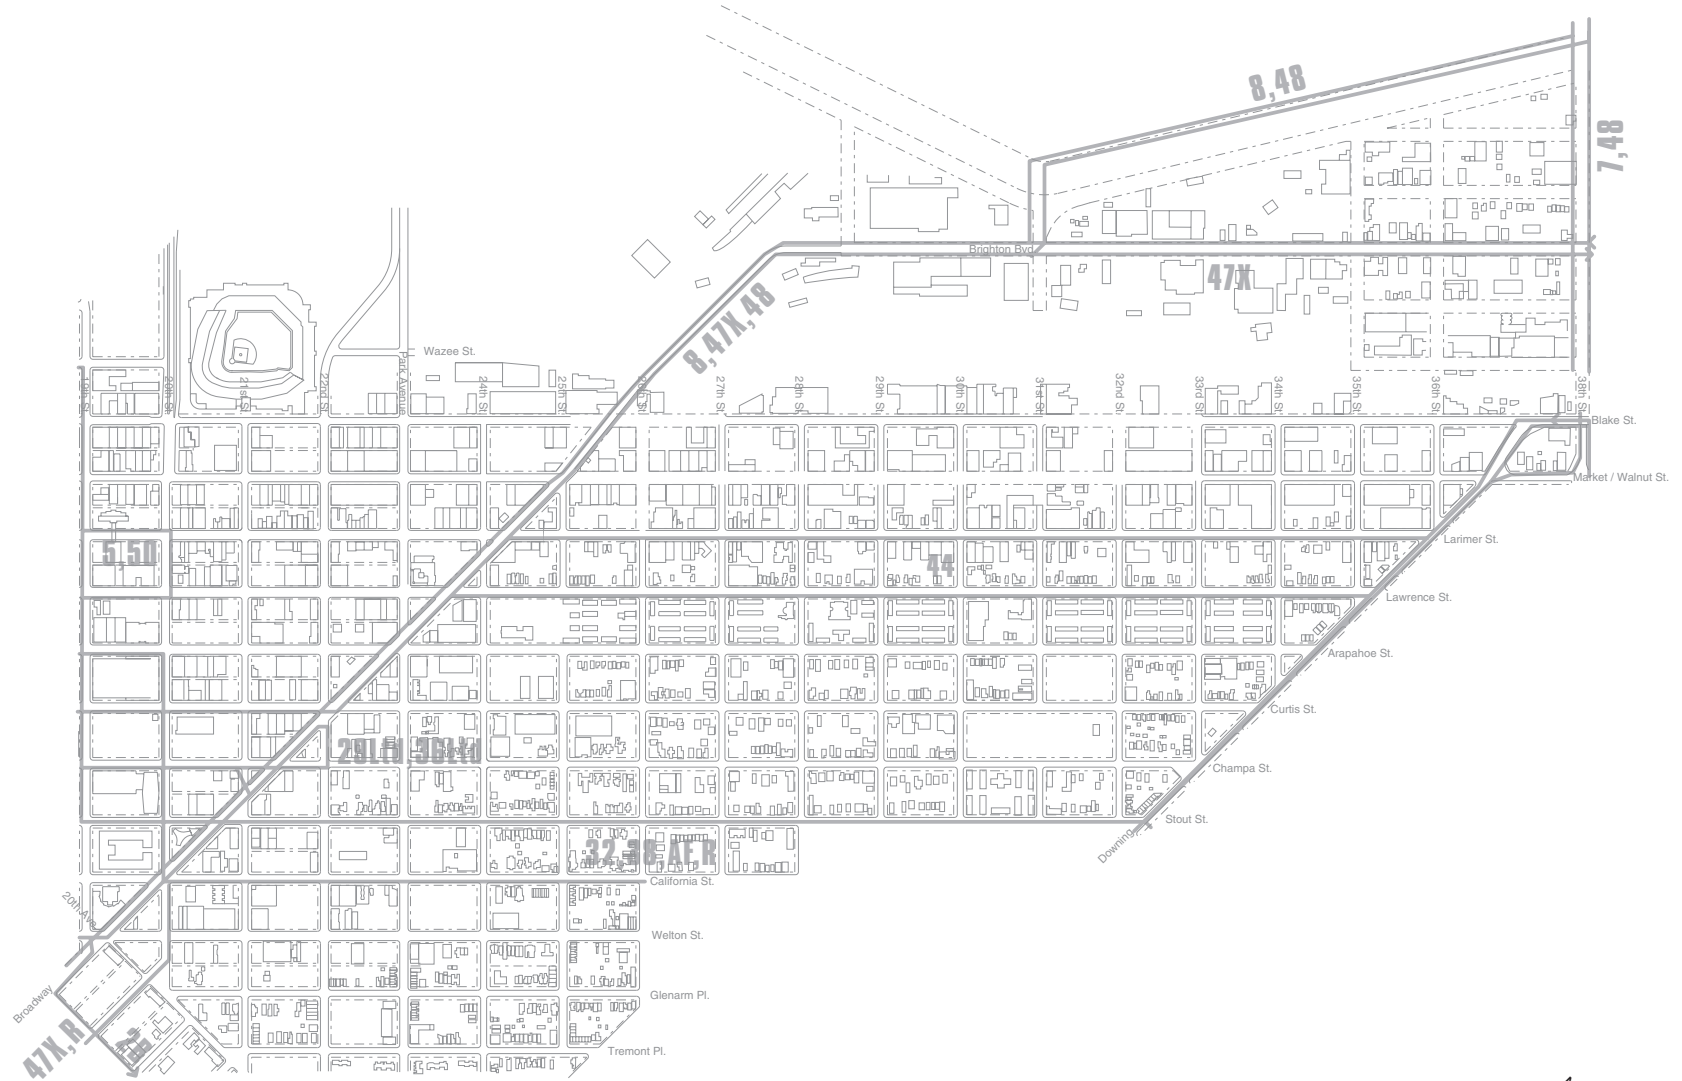 8,48
7,48
Brighton Bvd
47X
8,47X,48
Wazee St.
Park Avenue
19th St.
20th St.
21st St.
22nd St.
24th St.
25th St.
26th St.
27th St.
28th St.
29th St.
30th St.
31st St.
32nd St.
33rd St.
34th St.
35th St.
36th St.
38th St.
Blake St.
Market / Walnut St.
Larimer St.
5,50
44
Lawrence St.
Arapahoe St.
Curtis St.
28Ltd,36Ltd
Champa St.
Stout St.
Downing
32,38,AF,R
California St.
20th Ave.
Welton St.
Broadway
Glenarm Pl.
47X,R
Tremont Pl.